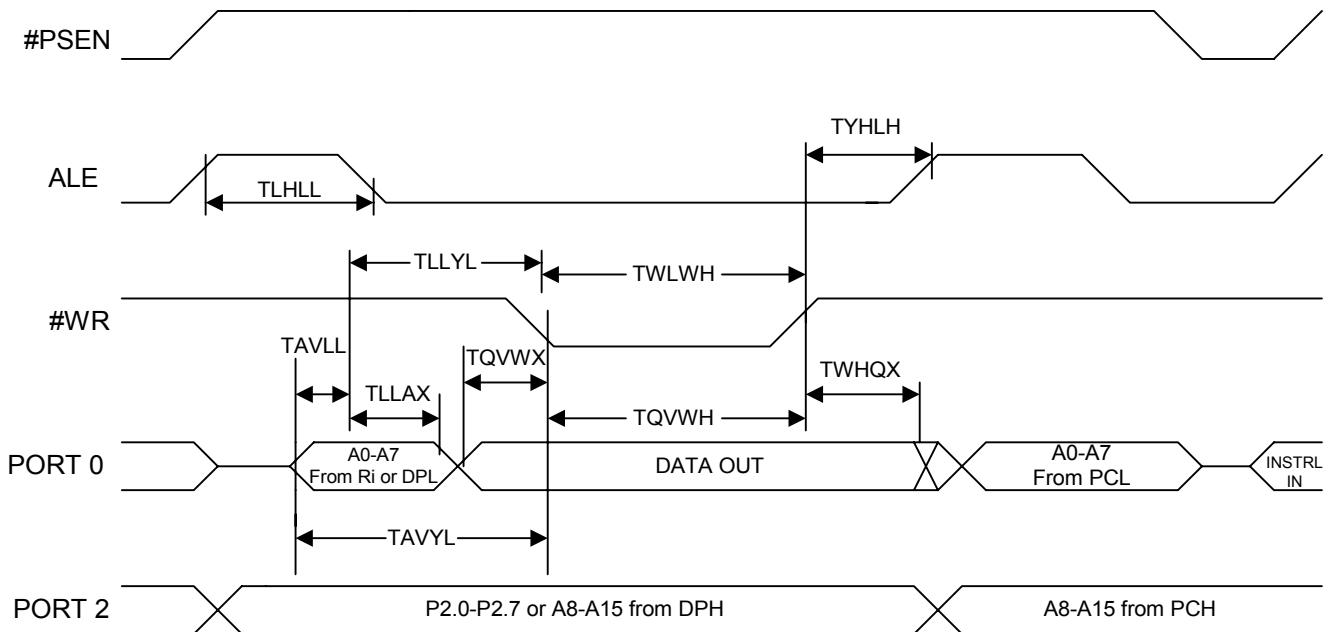 #PSEN
TYHLH
ALE
TLHLL
TLLYL
TWLWH
#WR
TAVLL
TQVWX
TWHQX
TLLAX
TQVWH
PORT 0
A0-A7
From Ri or DPL
DATA OUT
A0-A7
From PCL
INSTRL
IN
TAVYL
PORT 2
P2.0-P2.7 or A8-A15 from DPH
A8-A15 from PCH